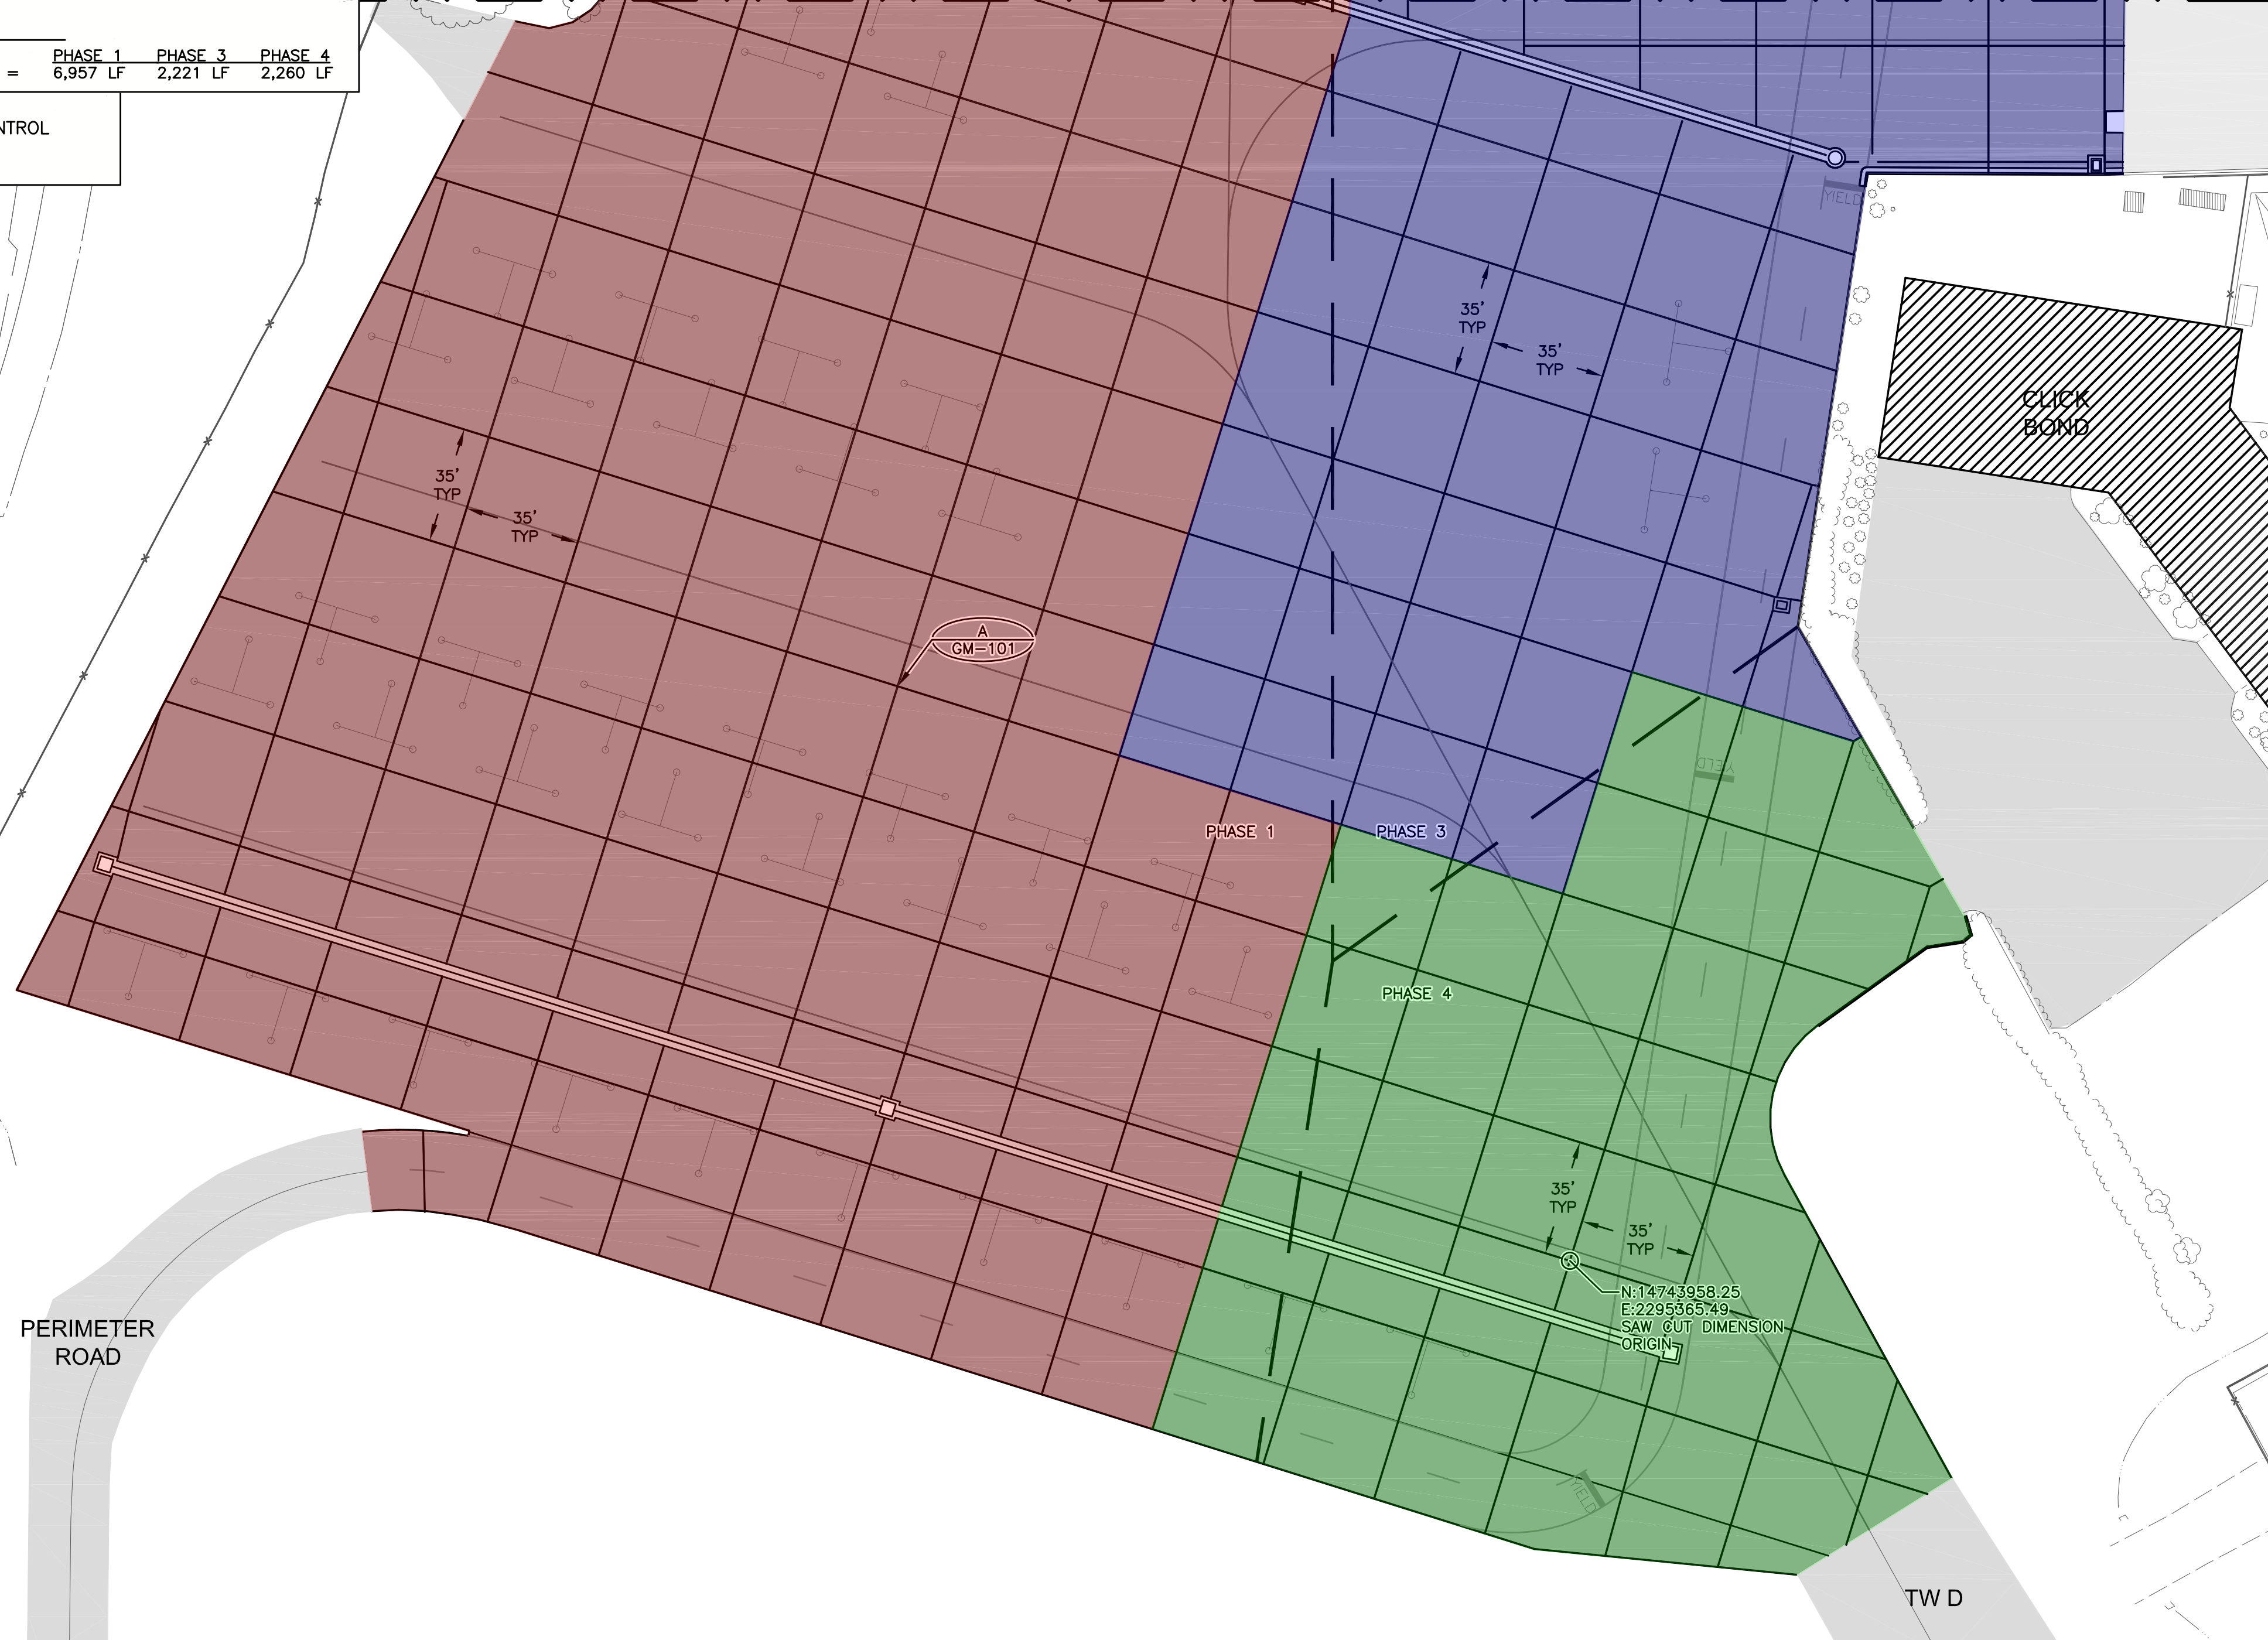 PHASE 1 PHASE 3 PHASE 4
= 6,957 LF 2,221 LF 2,260 LF
NTROL
YIELD
35'
TYP
35'
TYP
CLICK
BOND
35'
TYP
35'
TYP
A
GM-101
YIELD
PHASE 1
PHASE 3
PHASE 4
35'
TYP
35'
TYP
N:14743958.25
E:2295365.49
SAW CUT DIMENSION
ORIGIN
PERIMETER
ROAD
YIELD
TW D